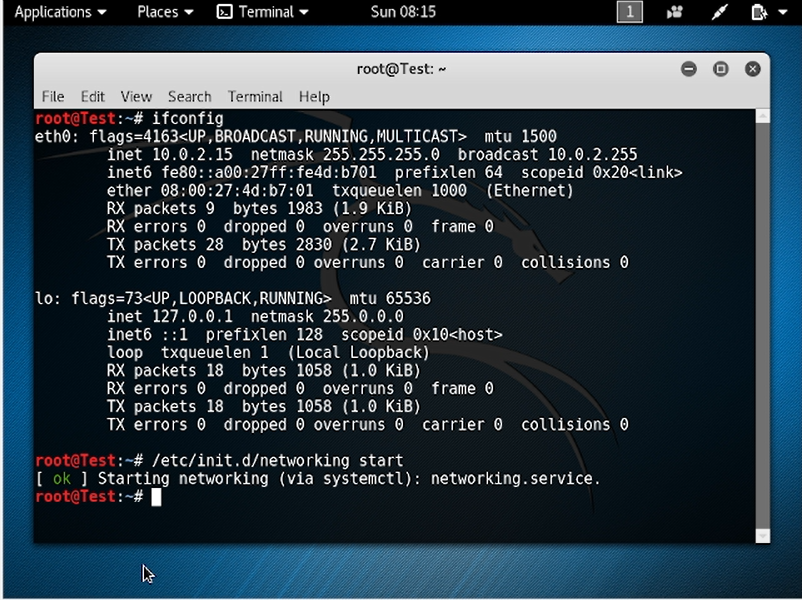 Applications Places Terminal Sun 08:15 1
root@Test: ~
File Edit View Search Terminal Help
root@Test:~# ifconfig
eth0: flags=4163<UP,BROADCAST,RUNNING,MULTICAST>  mtu 1500
        inet 10.0.2.15  netmask 255.255.255.0  broadcast 10.0.2.255
        inet6 fe80::a00:27ff:fe4d:b701  prefixlen 64  scopeid 0x20<link>
        ether 08:00:27:4d:b7:01  txqueuelen 1000  (Ethernet)
        RX packets 9  bytes 1983 (1.9 KiB)
        RX errors 0  dropped 0  overruns 0  frame 0
        TX packets 28  bytes 2830 (2.7 KiB)
        TX errors 0  dropped 0 overruns 0  carrier 0  collisions 0
lo: flags=73<UP,LOOPBACK,RUNNING>  mtu 65536
        inet 127.0.0.1  netmask 255.0.0.0
        inet6 ::1  prefixlen 128  scopeid 0x10<host>
        loop  txqueuelen 1  (Local Loopback)
        RX packets 18  bytes 1058 (1.0 KiB)
        RX errors 0  dropped 0  overruns 0  frame 0
        TX packets 18  bytes 1058 (1.0 KiB)
        TX errors 0  dropped 0 overruns 0  carrier 0  collisions 0
root@Test:~# /etc/init.d/networking start
[ ok ] Starting networking (via systemctl): networking.service.
root@Test:~#